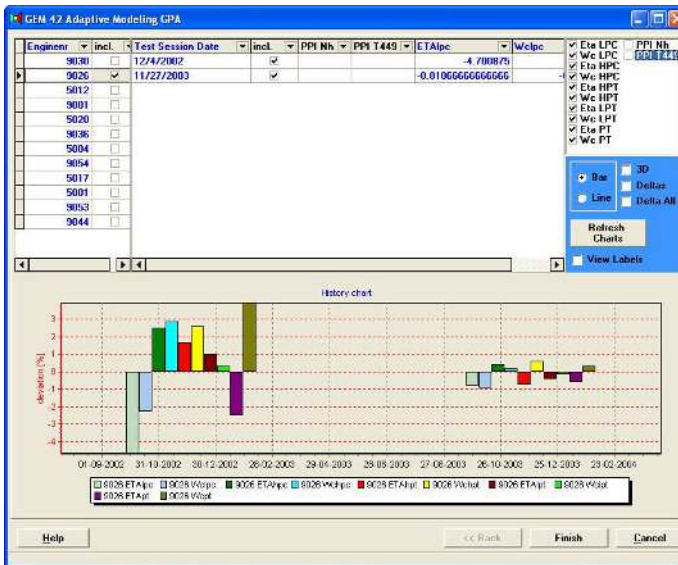 GEM 42 Adaptive Modeling GPA
Enginenr incl. Test Session Date incl. PPI Nh PPI T449 ETAlpc Wclpc
9030 12/4/2002 -4.700875
9026 11/27/2003 -0.81066666666666
5012
9001
5020
9036
5004
9054
5017
5001
9053
9044
Eta LPC PPI Nh
Wc LPC PPI T449
Eta HPC
Wc HPC
Eta HPT
Wc HPT
Eta LPT
Wc LPT
Eta PT
Wc PT
Bar
Line
3D
Deltas
Delta All
Refresh
Charts
View Labels
History chart
deviation [%]
3
2
1
0
-1
-2
-3
-4
01-09-2002 31-10-2002 30-12-2002 28-02-2003 29-04-2003 28-06-2003 27-08-2003 26-10-2003 25-12-2003 23-02-2004
9026 ETAlpc 9026 Wclpc 9026 ETAhpc 9026 Wchpc 9026 ETAhpt 9026 Wchpt 9026 ETAlpt 9026 Wclpt
9026 ETApt 9026 Wcpt
Help << Back Finish Cancel